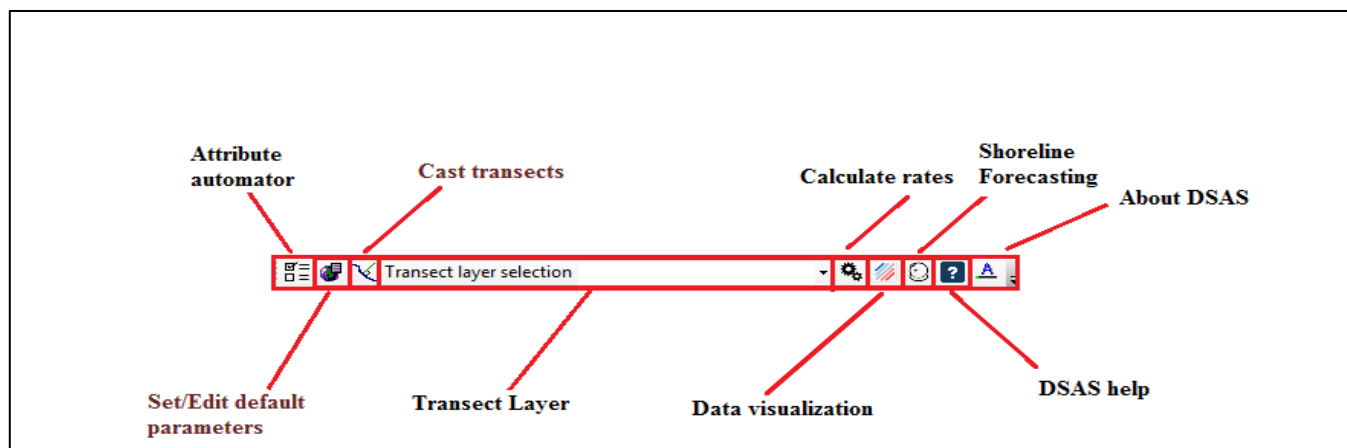 Attribute
automator
Cast transects
Calculate rates
Shoreline
Forecasting
About DSAS
Transect layer selection
?
A
Set/Edit default
parameters
Transect Layer
Data visualization
DSAS help